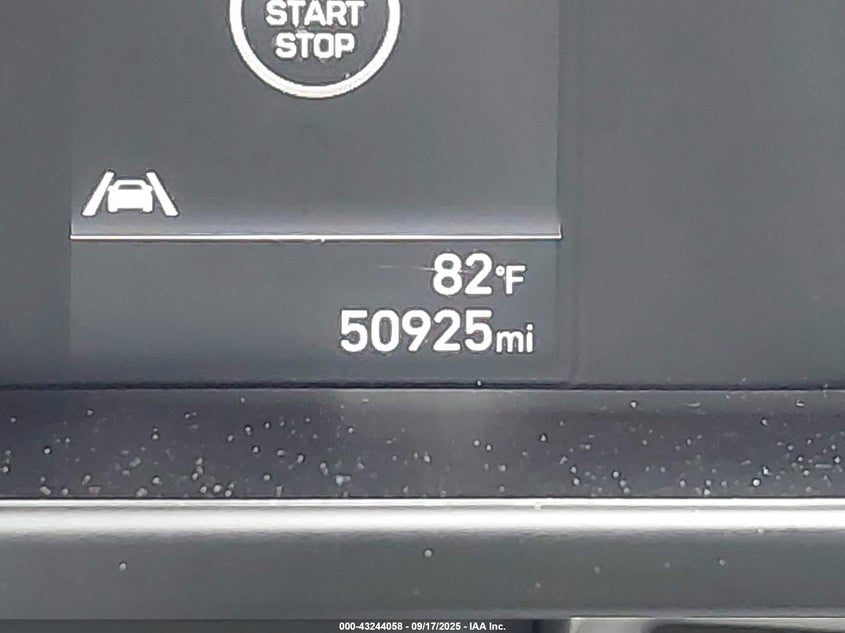 START
STOP
82°F
50925mi
000-43244058 - 09/17/2025 - IAA Inc.